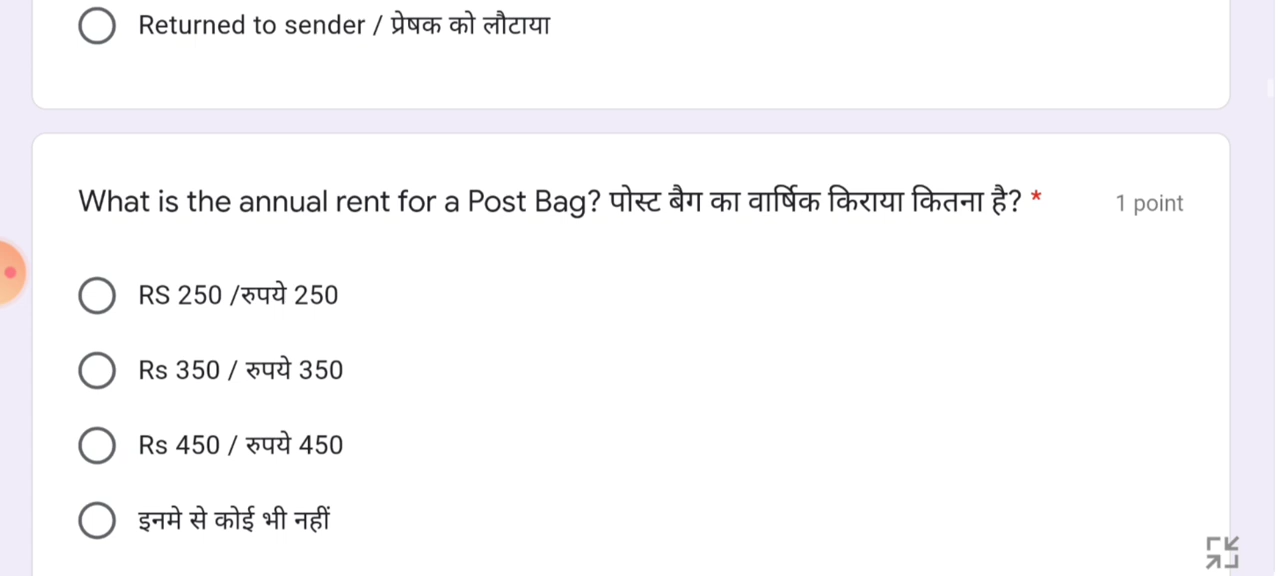 Returned to sender / प्रेषक को लौटाया
What is the annual rent for a Post Bag? पोस्ट बैग का वार्षिक किराया कितना है? * 1 point
RS 250 /रुपये 250
Rs 350 / रुपये 350
Rs 450 / रुपये 450
इनमे से कोई भी नहीं